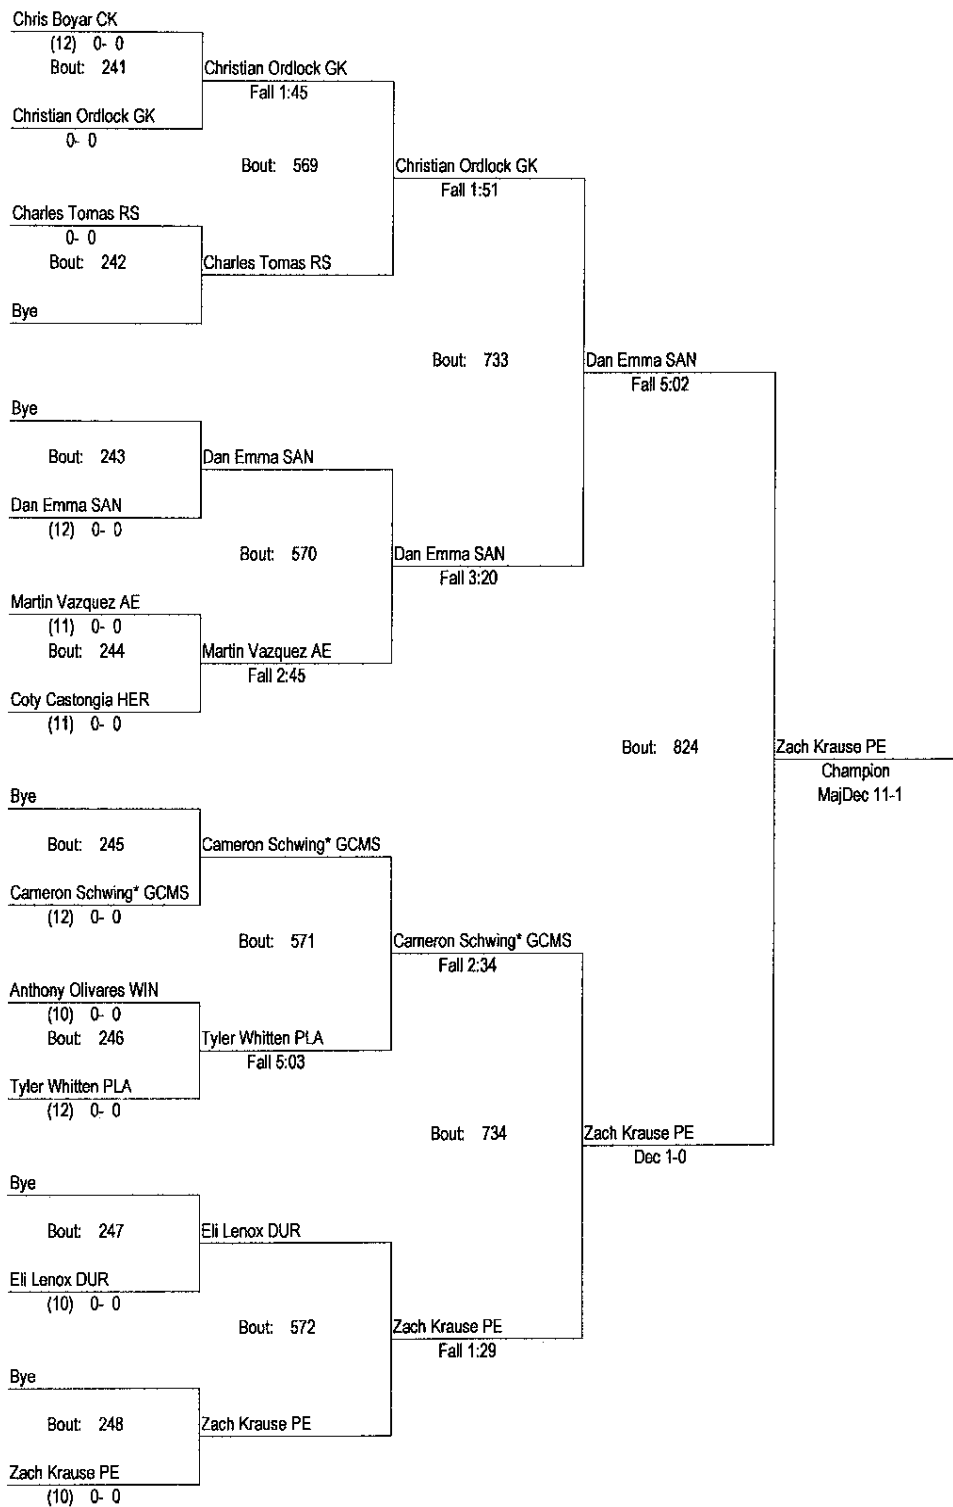 Chris Boyar CK
(12) 0- 0
Bout: 241
Christian Ordlock GK
Fall 1:45
Christian Ordlock GK
0- 0
Bout: 569
Christian Ordlock GK
Fall 1:51
Charles Tomas RS
0- 0
Bout: 242
Charles Tomas RS
Bye
Bout: 733
Dan Emma SAN
Fall 5:02
Bye
Bout: 243
Dan Emma SAN
Dan Emma SAN
(12) 0- 0
Bout: 570
Dan Emma SAN
Fall 3:20
Martin Vazquez AE
(11) 0- 0
Bout: 244
Martin Vazquez AE
Fall 2:45
Coty Castongia HER
(11) 0- 0
Bout: 824
Zach Krause PE
Champion
MajDec 11-1
Bye
Bout: 245
Cameron Schwing* GCMS
Cameron Schwing* GCMS
(12) 0- 0
Bout: 571
Cameron Schwing* GCMS
Fall 2:34
Anthony Olivares WIN
(10) 0- 0
Bout: 246
Tyler Whitten PLA
Fall 5:03
Tyler Whitten PLA
(12) 0- 0
Bout: 734
Zach Krause PE
Dec 1-0
Bye
Bout: 247
Eli Lenox DUR
Eli Lenox DUR
(10) 0- 0
Bout: 572
Zach Krause PE
Fall 1:29
Bye
Bout: 248
Zach Krause PE
Zach Krause PE
(10) 0- 0